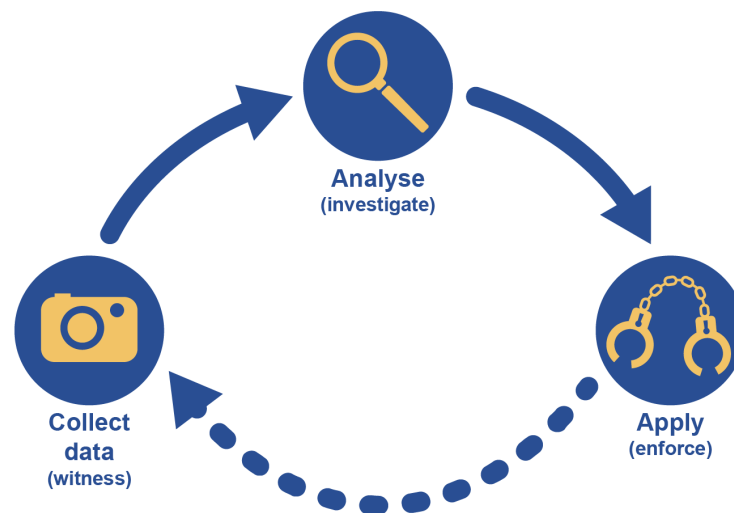 Analyse
(investigate)
Collect
data
(witness)
Apply
(enforce)